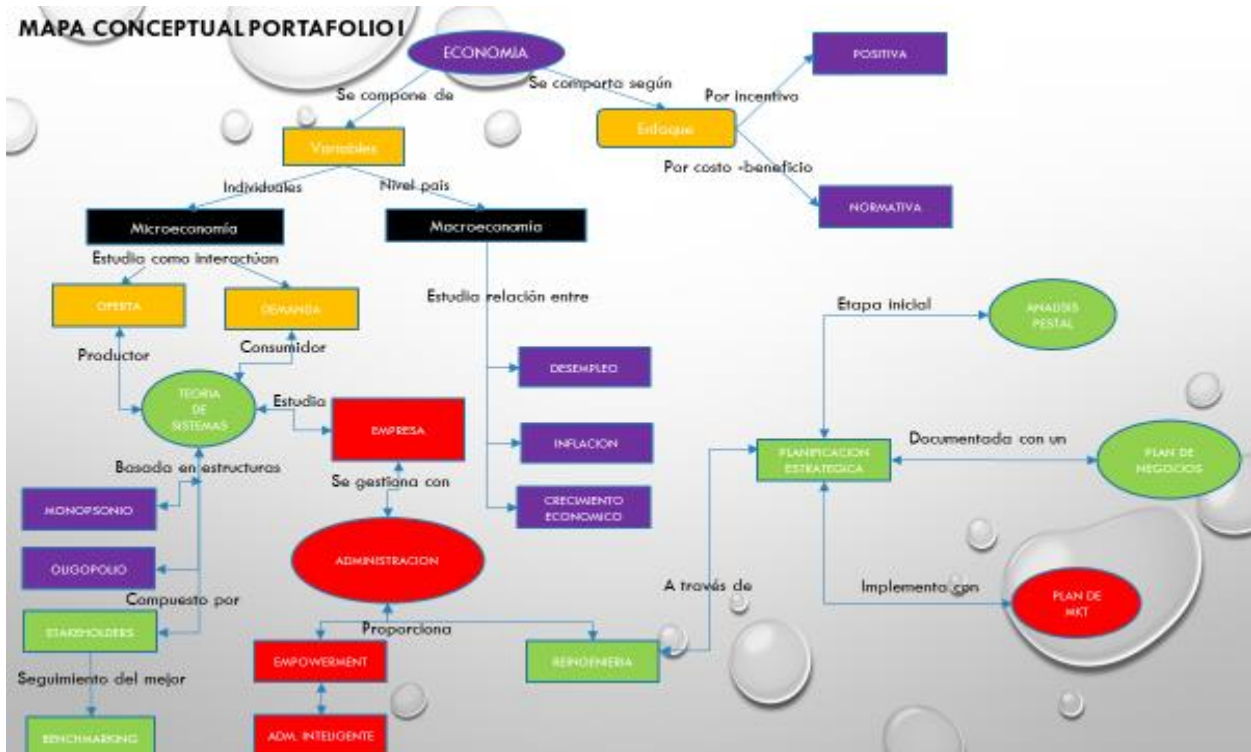 MAPA CONCEPTUAL PORTAFOLIO I
ECONOMIA
Se compone de
Se comporta según
Variables
Enfoque
Por incentivo
POSITIVA
Por costo -beneficio
NORMATIVA
Individuales
Nivel país
Microeconomía
Macroeconomía
Estudia como interactúan
OFERTA
DEMANDA
Productor
Consumidor
Estudia relación entre
DESEMPLEO
INFLACION
CRECIMIENTO
ECONOMICO
TEORIA
DE
SISTEMAS
Estudia
EMPRESA
Basada en estructuras
MONOPSONIO
OLIGOPOLIO
Compuesto por
STAKEHOLDERS
Seguimiento del mejor
BENCHMARKING
Se gestiona con
ADMINISTRACION
Proporciona
EMPOWERMENT
ADM. INTELIGENTE
REINGENIERIA
A través de
PLANIFICACION
ESTRATEGICA
Etapa inicial
ANALISIS
PESTAL
Documentada con un
PLAN DE
NEGOCIOS
Implementa con
PLAN DE
MKT